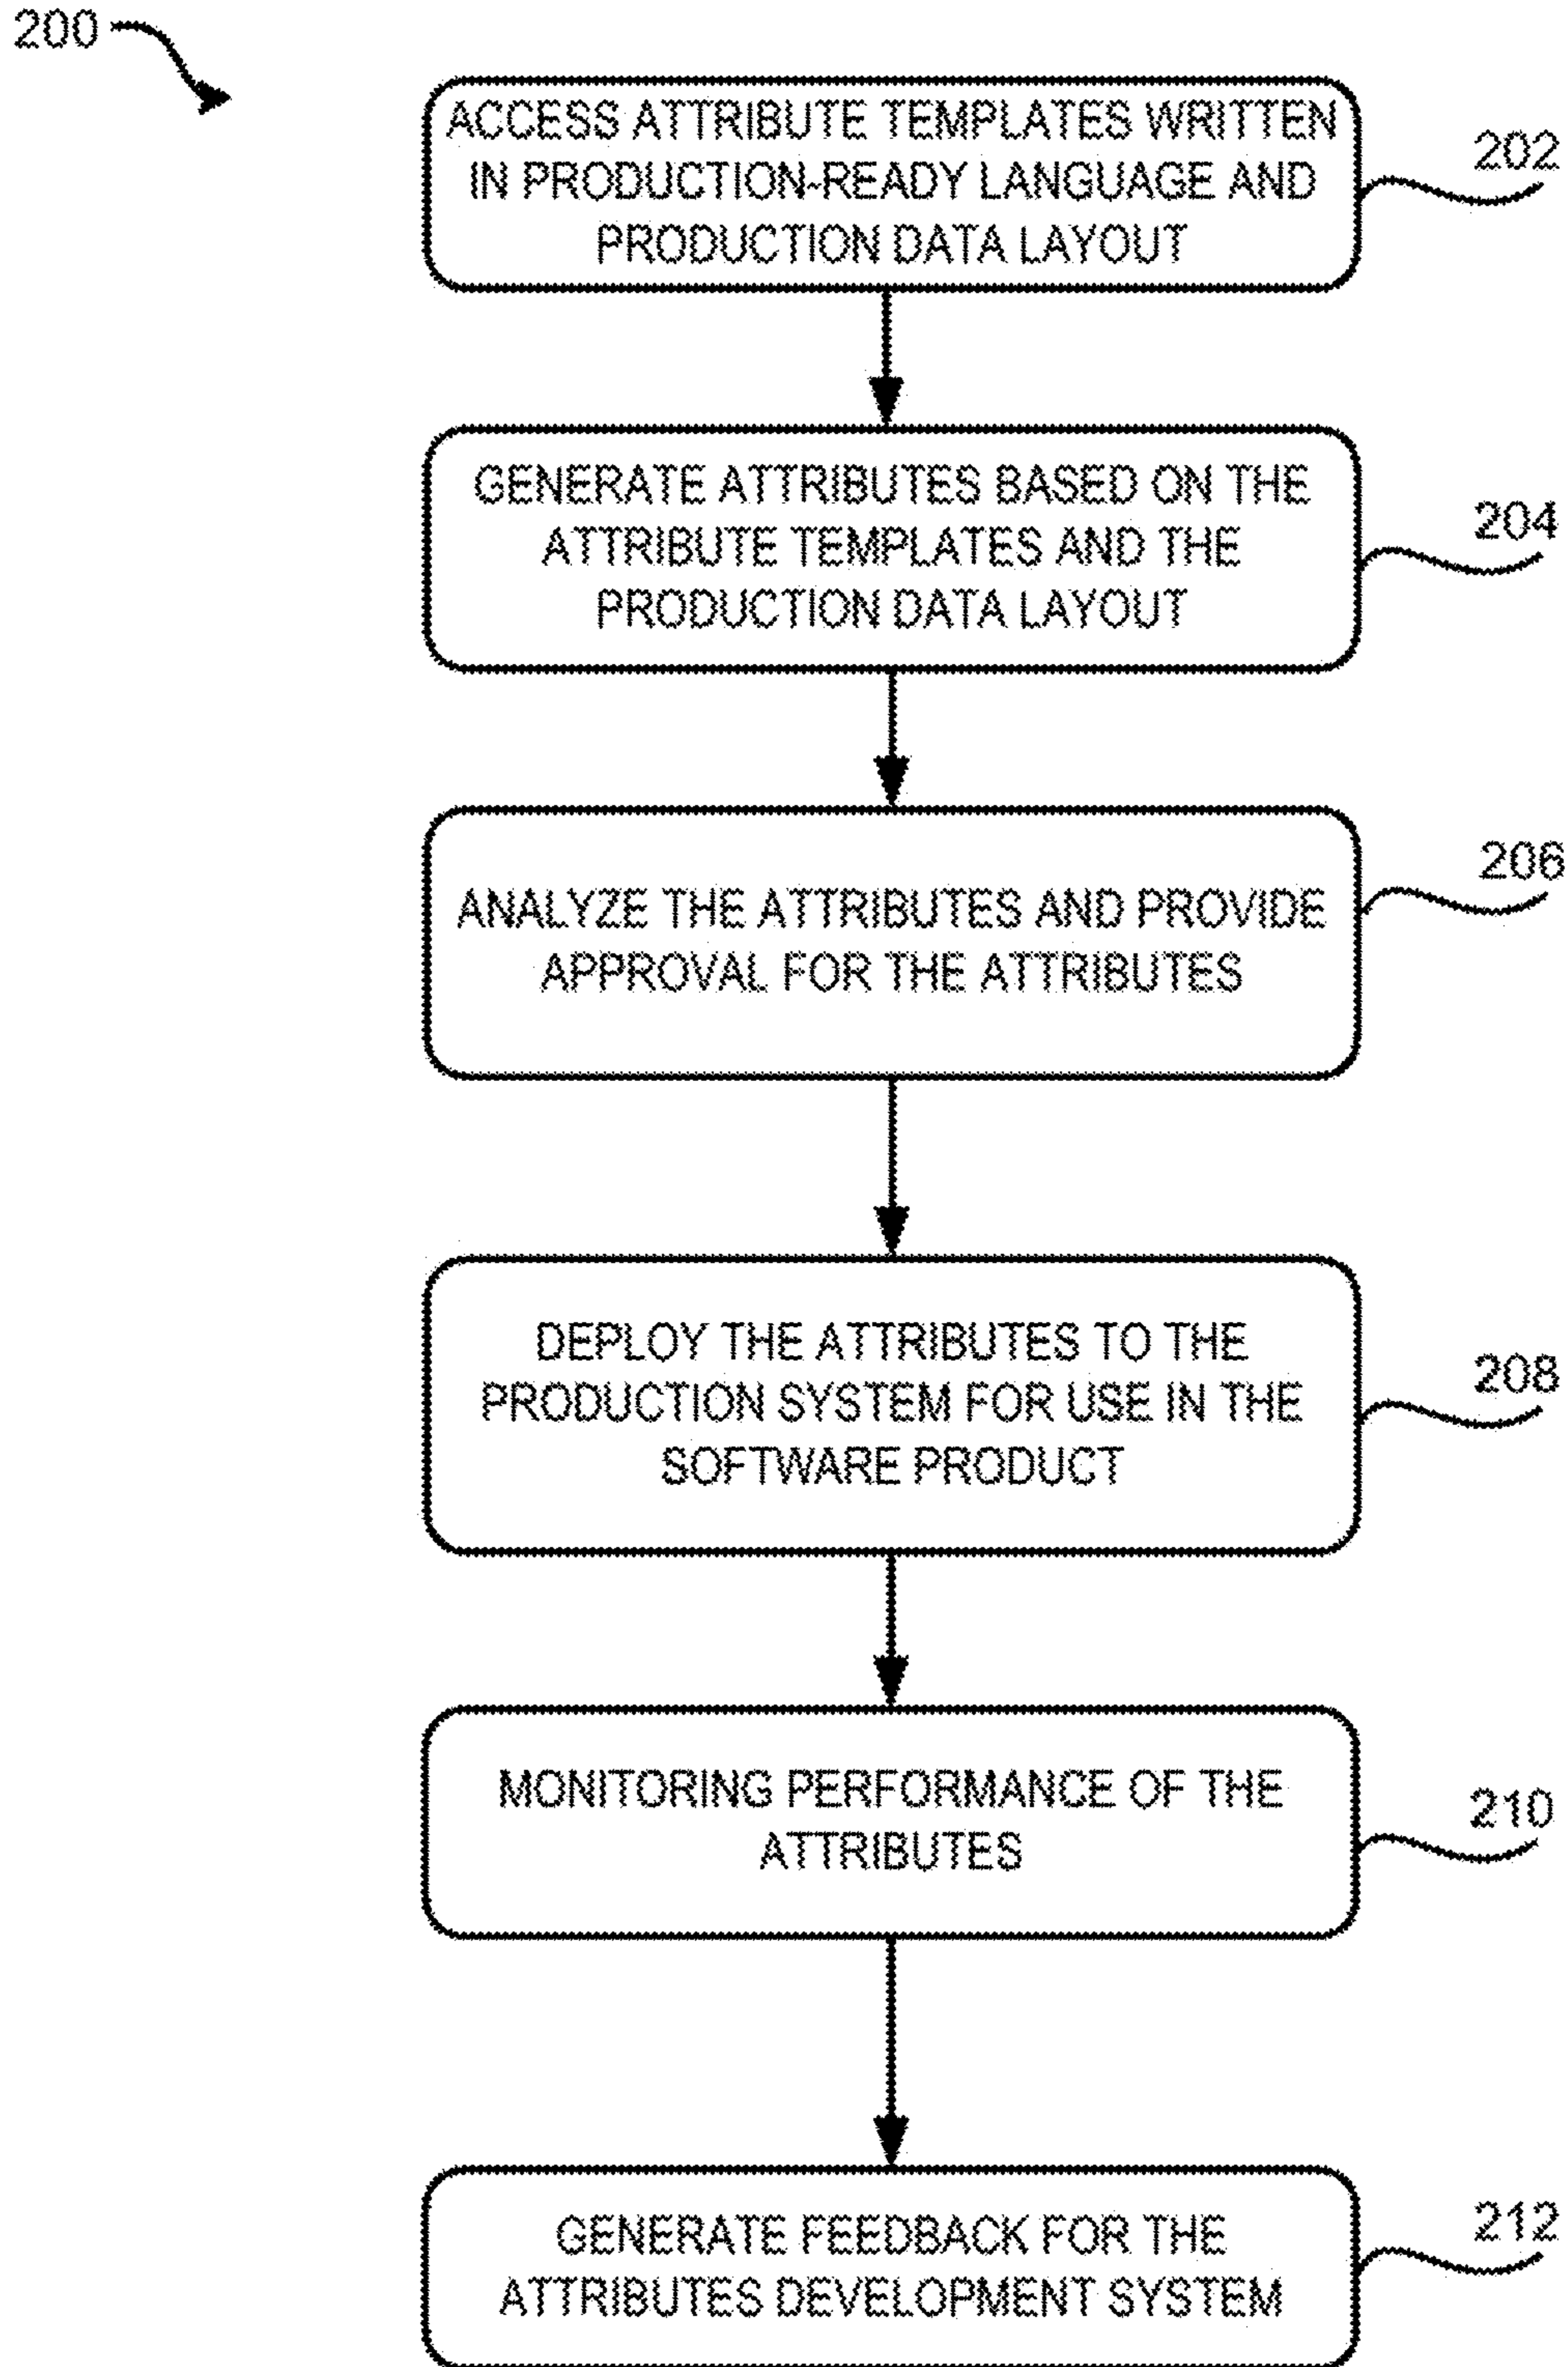 200
ACCESS ATTRIBUTE TEMPLATES WRITTEN
IN PRODUCTION-READY LANGUAGE AND
PRODUCTION DATA LAYOUT
202
GENERATE ATTRIBUTES BASED ON THE
ATTRIBUTE TEMPLATES AND THE
PRODUCTION DATA LAYOUT
204
ANALYZE THE ATTRIBUTES AND PROVIDE
APPROVAL FOR THE ATTRIBUTES
206
DEPLOY THE ATTRIBUTES TO THE
PRODUCTION SYSTEM FOR USE IN THE
SOFTWARE PRODUCT
208
MONITORING PERFORMANCE OF THE
ATTRIBUTES
210
GENERATE FEEDBACK FOR THE
ATTRIBUTES DEVELOPMENT SYSTEM
212